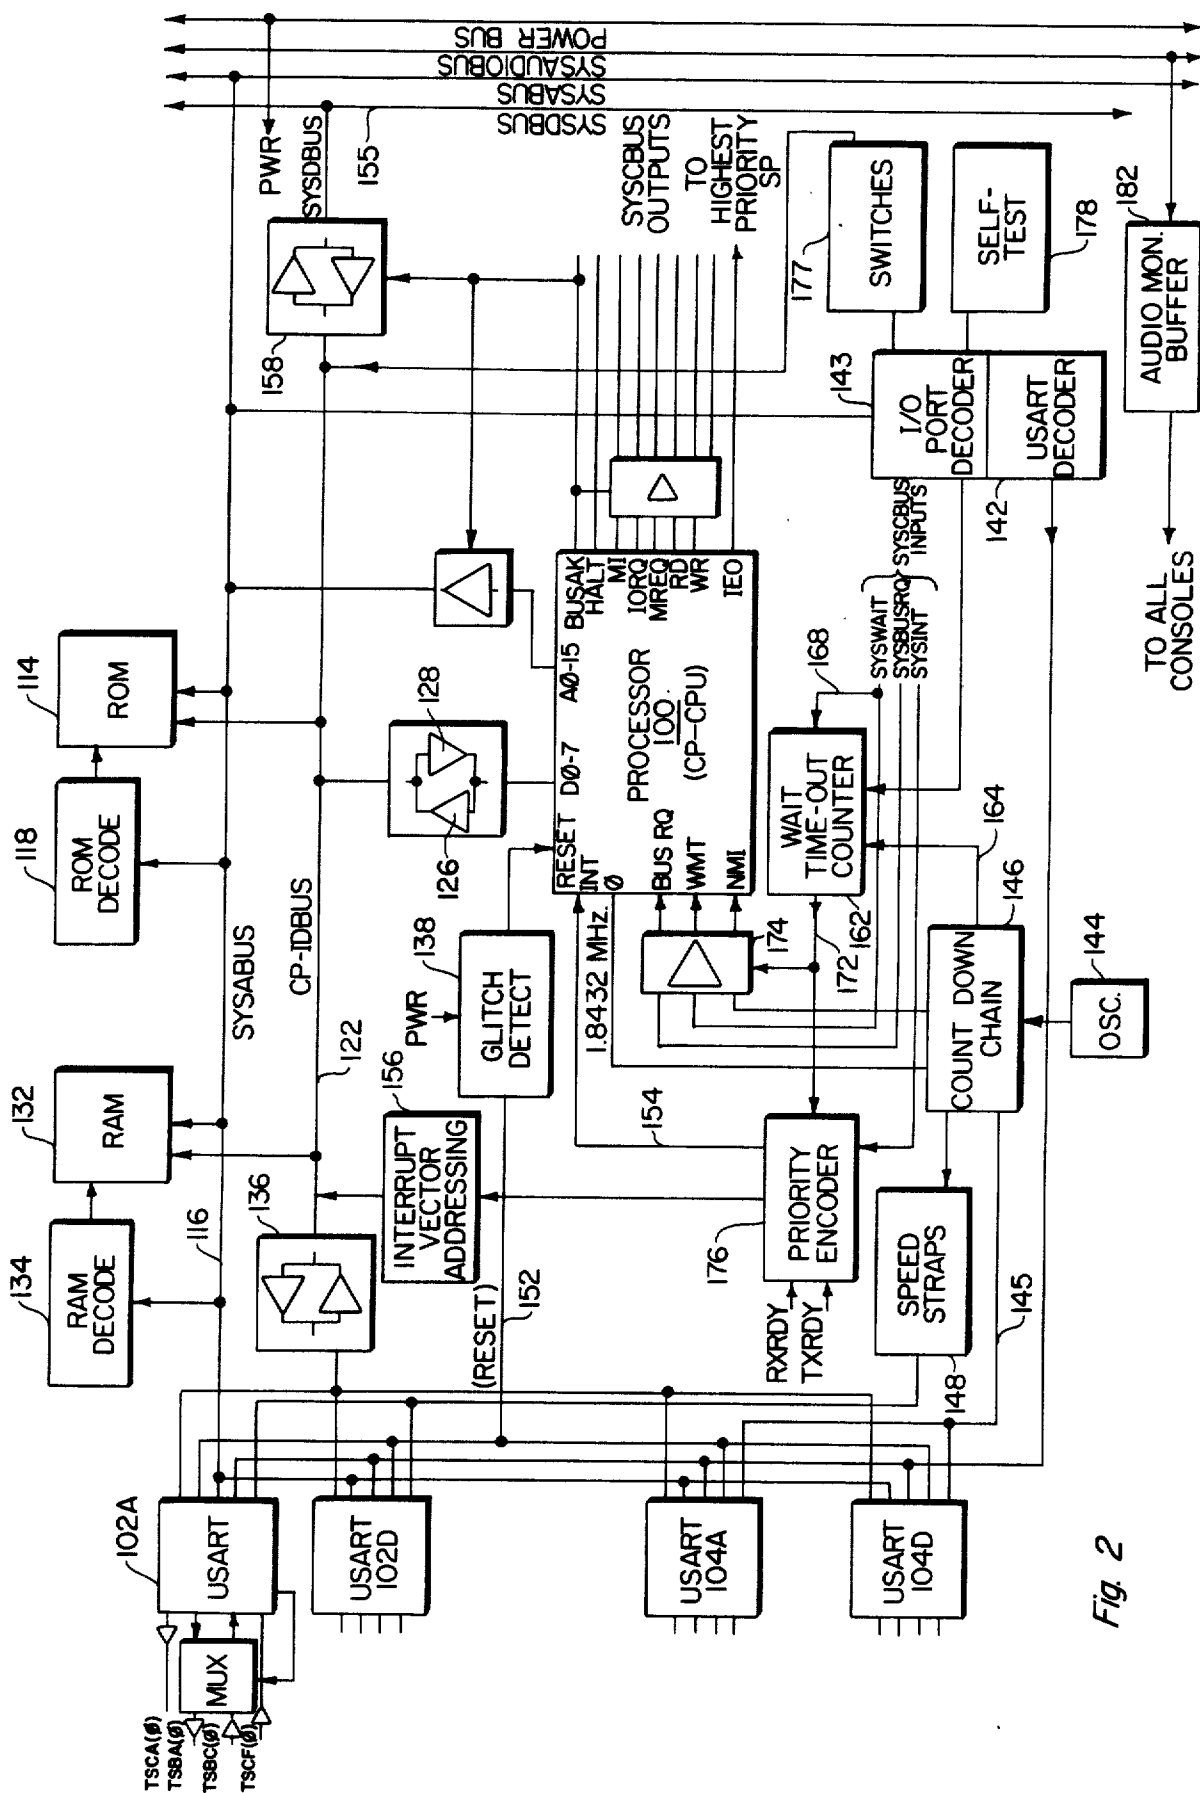 134
RAM
DECODE
132
RAM
118
ROM
DECODE
114
ROM
116
SYSABUS
CP-IDBUS
122
136
102A
USART
MUX
TSCA(Ø)
TSBA(Ø)
TSBC(Ø)
TSCF(Ø)
USART
102D
USART
104A
USART
104D
156
INTERRUPT
VECTOR
ADDRESSING
PWR
138
GLITCH
DETECT
(RESET)
152
126
128
158
PWR
SYSDBUS
155
POWER BUS
SYSAUDIOBUS
SYSABUS
SYSDBUS
RESET
INT
Ø
DØ-7
AØ-15
BUSAK
HALT
MI
IORQ
MREQ
RD
WR
IEO
PROCESSOR
100
(CP-CPU)
BUS RQ
WMT
NMI
1.8432 MHz.
154
174
SYSCBUS
OUTPUTS
TO
HIGHEST
PRIORITY
SP
176
PRIORITY
ENCODER
RXRDY
TXRDY
172
162
WAIT
TIME-OUT
COUNTER
168
164
SYSWAIT
SYSBUSRQ
SYSINT
SYSCBUS
INPUTS
148
SPEED
STRAPS
145
COUNT DOWN
CHAIN
146
144
OSC.
143
I/O
PORT
DECODER
142
USART
DECODER
177
SWITCHES
SELF-
TEST
178
182
AUDIO MON.
BUFFER
TO ALL
CONSOLES
Fig. 2